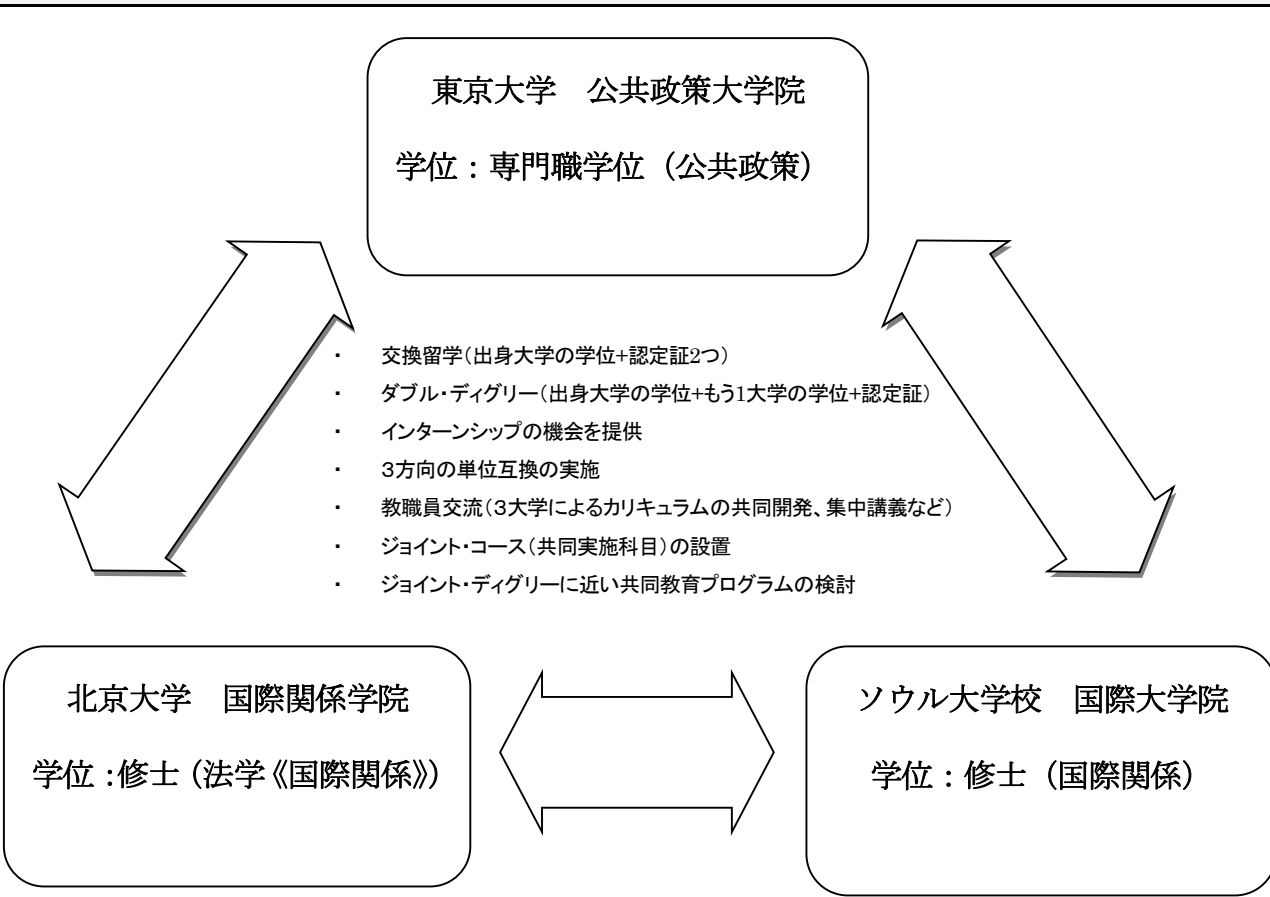 東京大学　公共政策大学院
学位：専門職学位（公共政策）
・ 交換留学（出身大学の学位+認定証2つ）
・ ダブル・ディグリー（出身大学の学位+もう1大学の学位+認定証）
・ インターンシップの機会を提供
・ ３方向の単位互換の実施
・ 教職員交流（３大学によるカリキュラムの共同開発、集中講義など）
・ ジョイント・コース（共同実施科目）の設置
・ ジョイント・ディグリーに近い共同教育プログラムの検討
北京大学　国際関係学院
学位：修士（法学《国際関係》）
ソウル大学校　国際大学院
学位：修士（国際関係）